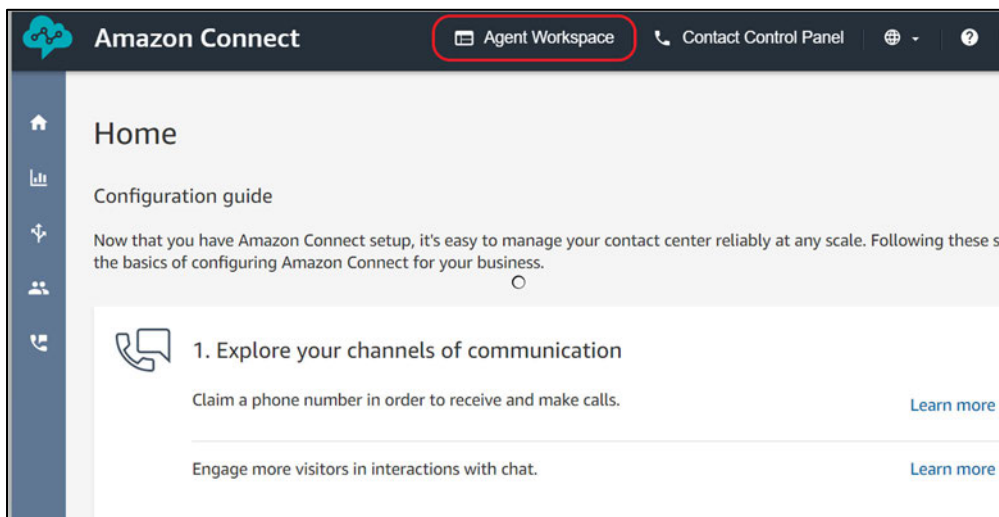 Amazon Connect
Agent Workspace
Contact Control Panel
Home
Configuration guide
Now that you have Amazon Connect setup, it's easy to manage your contact center reliably at any scale. Following these s
the basics of configuring Amazon Connect for your business.
1. Explore your channels of communication
Claim a phone number in order to receive and make calls.
Learn more
Engage more visitors in interactions with chat.
Learn more